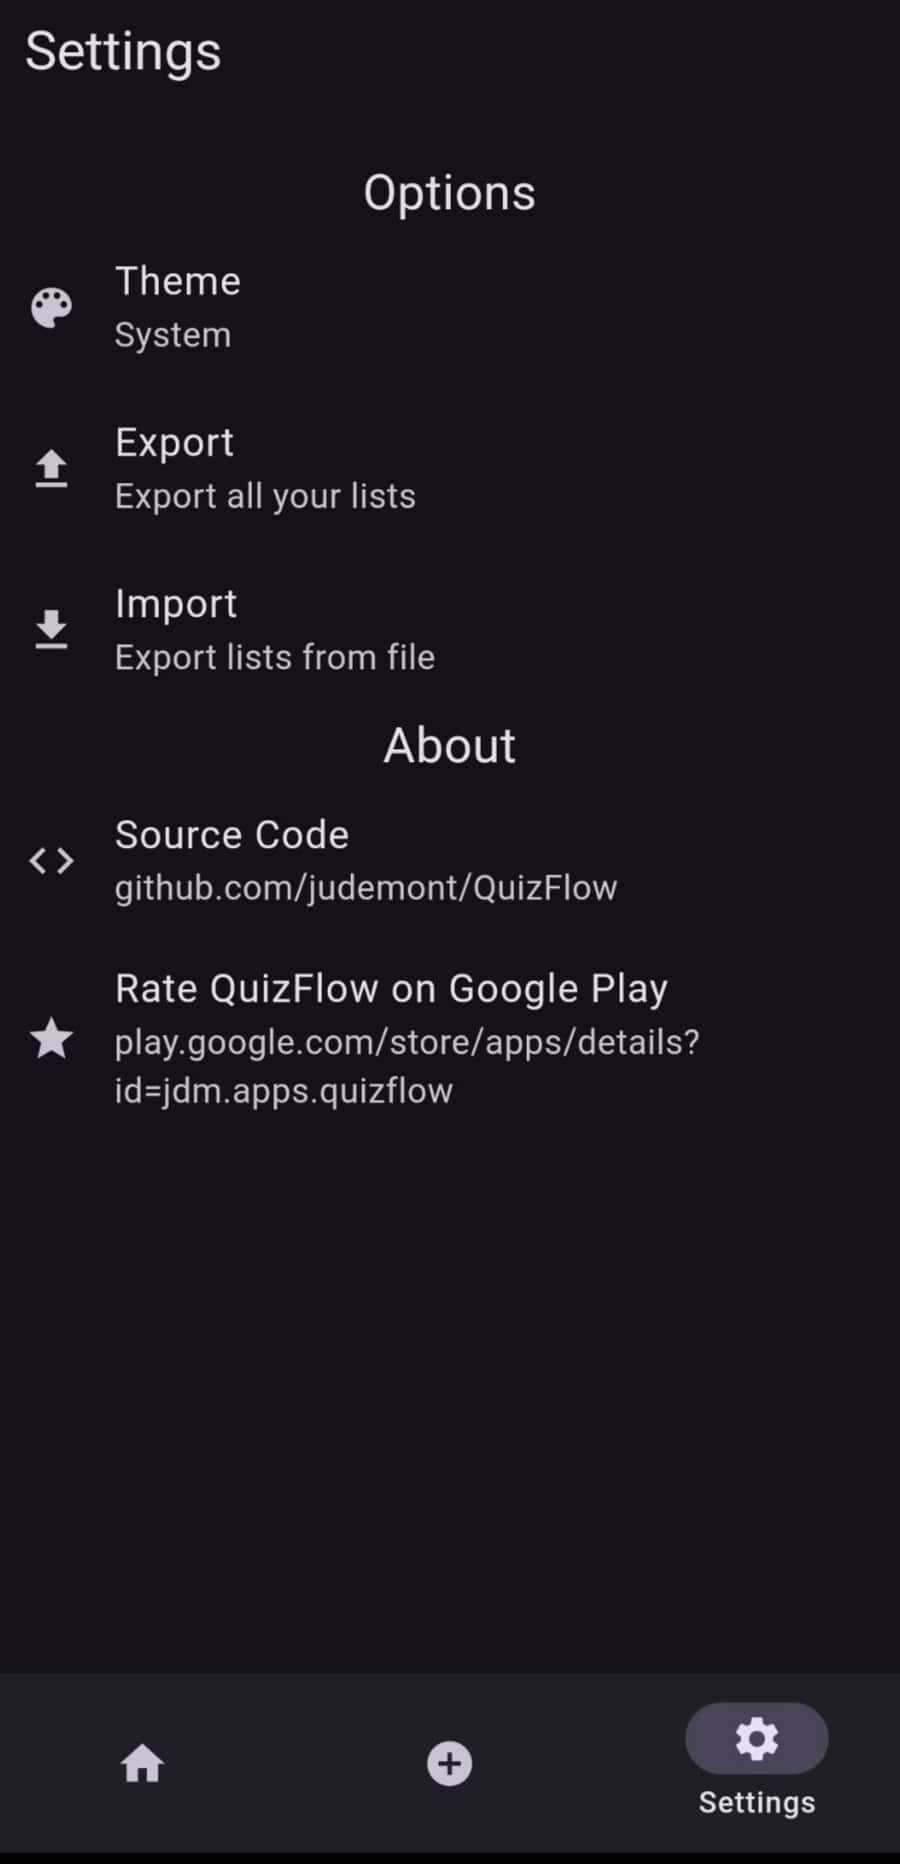 Settings
Options
Theme
System
Export
Export all your lists
Import
Export lists from file
About
Source Code
github.com/judemont/QuizFlow
Rate QuizFlow on Google Play
play.google.com/store/apps/details?
id=jdm.apps.quizflow
Settings